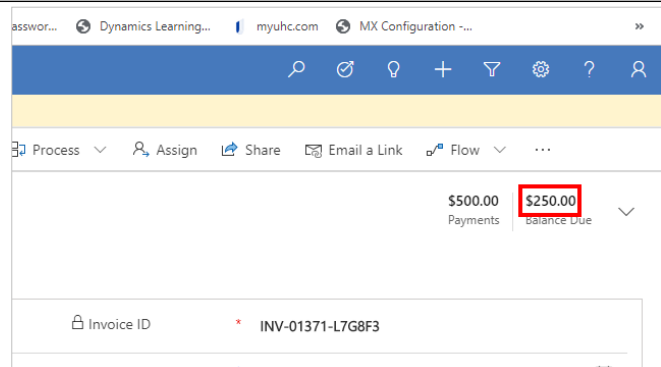 asswor... Dynamics Learning... myuhc.com MX Configuration -... »
Process Assign Share Email a Link Flow ...
$500.00 $250.00
Payments Balance Due
Invoice ID * INV-01371-L7G8F3